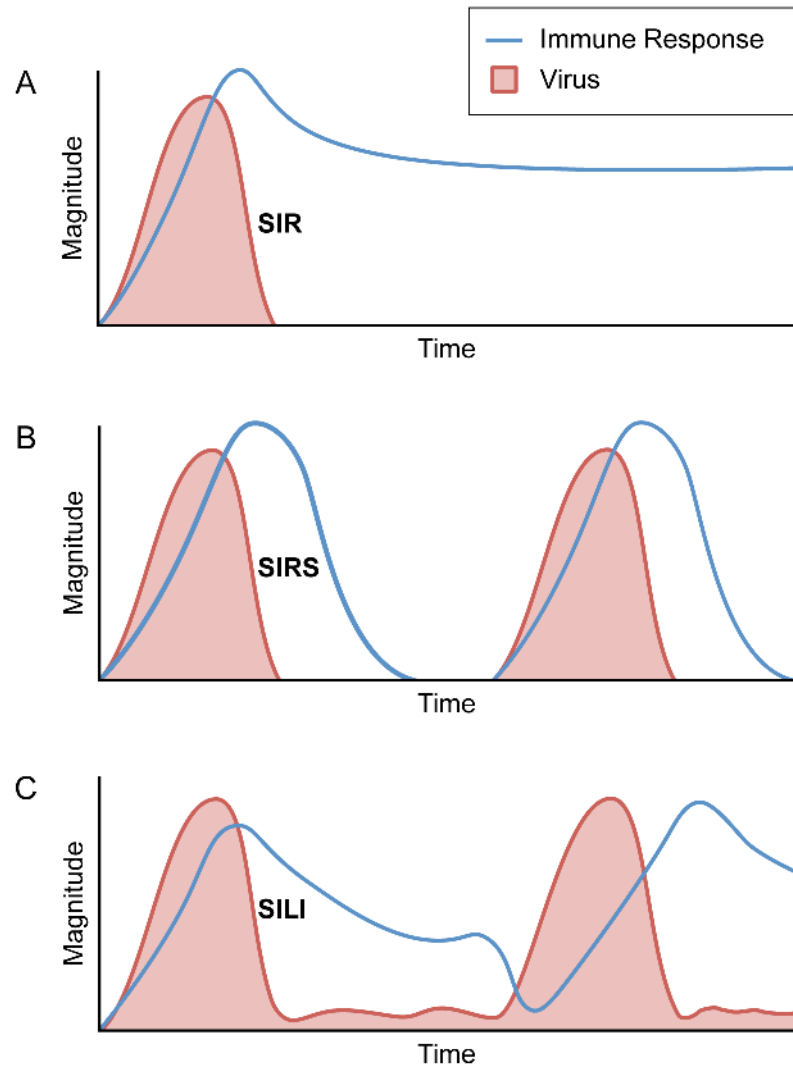 Immune Response
Virus
A
Magnitude
SIR
Time
B
Magnitude
SIRS
Time
C
Magnitude
SILI
Time